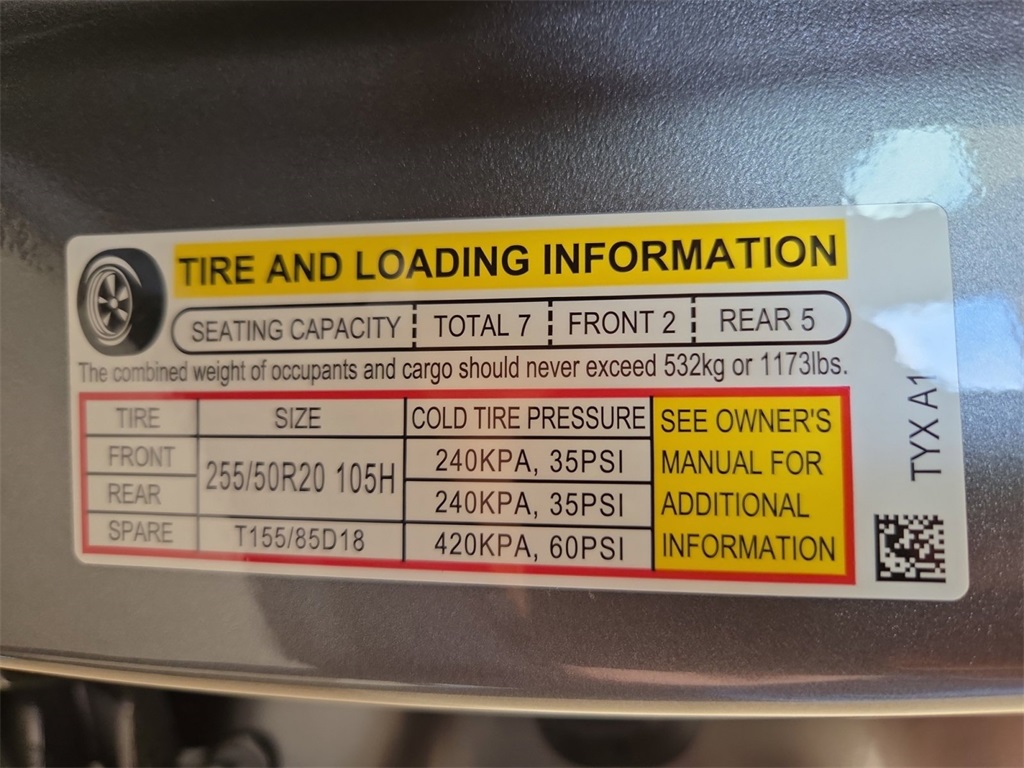 TIRE AND LOADING INFORMATION
SEATING CAPACITY TOTAL 7 FRONT 2 REAR 5
The combined weight of occupants and cargo should never exceed 532kg or 1173lbs.
TIRE SIZE COLD TIRE PRESSURE
FRONT 255/50R20 105H 240KPA, 35PSI
REAR 240KPA, 35PSI
SPARE T155/85D18 420KPA, 60PSI
SEE OWNER'S
MANUAL FOR
ADDITIONAL
INFORMATION
TYX A1